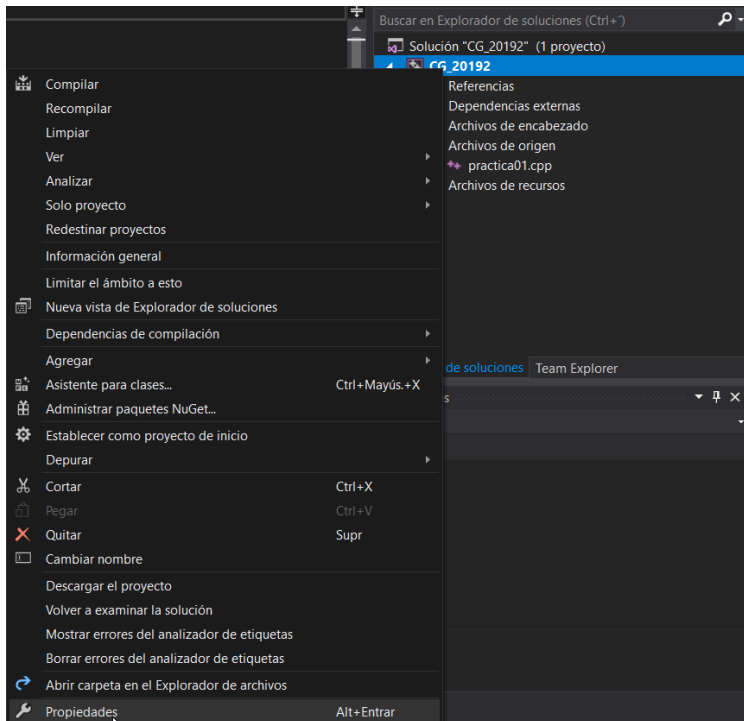 Buscar en Explorador de soluciones (Ctrl+´)
Solución "CG_20192" (1 proyecto)
CG_20192
Referencias
Dependencias externas
Archivos de encabezado
Archivos de origen
practica01.cpp
Archivos de recursos
de soluciones Team Explorer
s
Compilar
Recompilar
Limpiar
Ver
Analizar
Solo proyecto
Redestinar proyectos
Información general
Limitar el ámbito a esto
Nueva vista de Explorador de soluciones
Dependencias de compilación
Agregar
Asistente para clases... Ctrl+Mayús.+X
Administrar paquetes NuGet...
Establecer como proyecto de inicio
Depurar
Cortar Ctrl+X
Pegar Ctrl+V
Quitar Supr
Cambiar nombre
Descargar el proyecto
Volver a examinar la solución
Mostrar errores del analizador de etiquetas
Borrar errores del analizador de etiquetas
Abrir carpeta en el Explorador de archivos
Propiedades Alt+Entrar